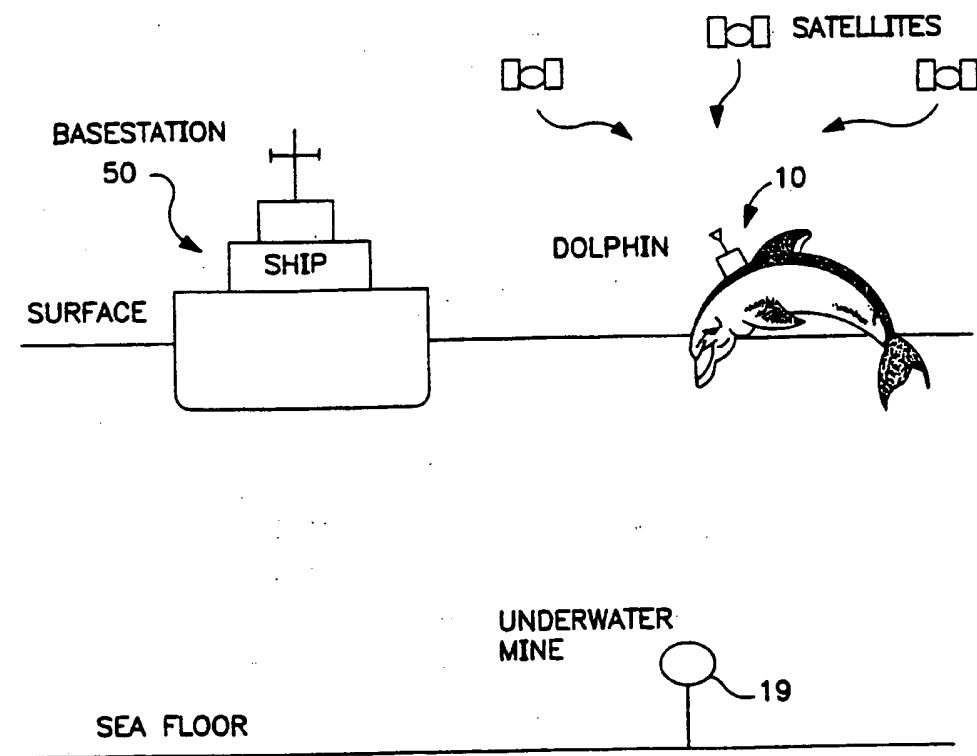 SATELLITES
BASESTATION
50
10
DOLPHIN
SHIP
SURFACE
UNDERWATER
MINE
19
SEA FLOOR